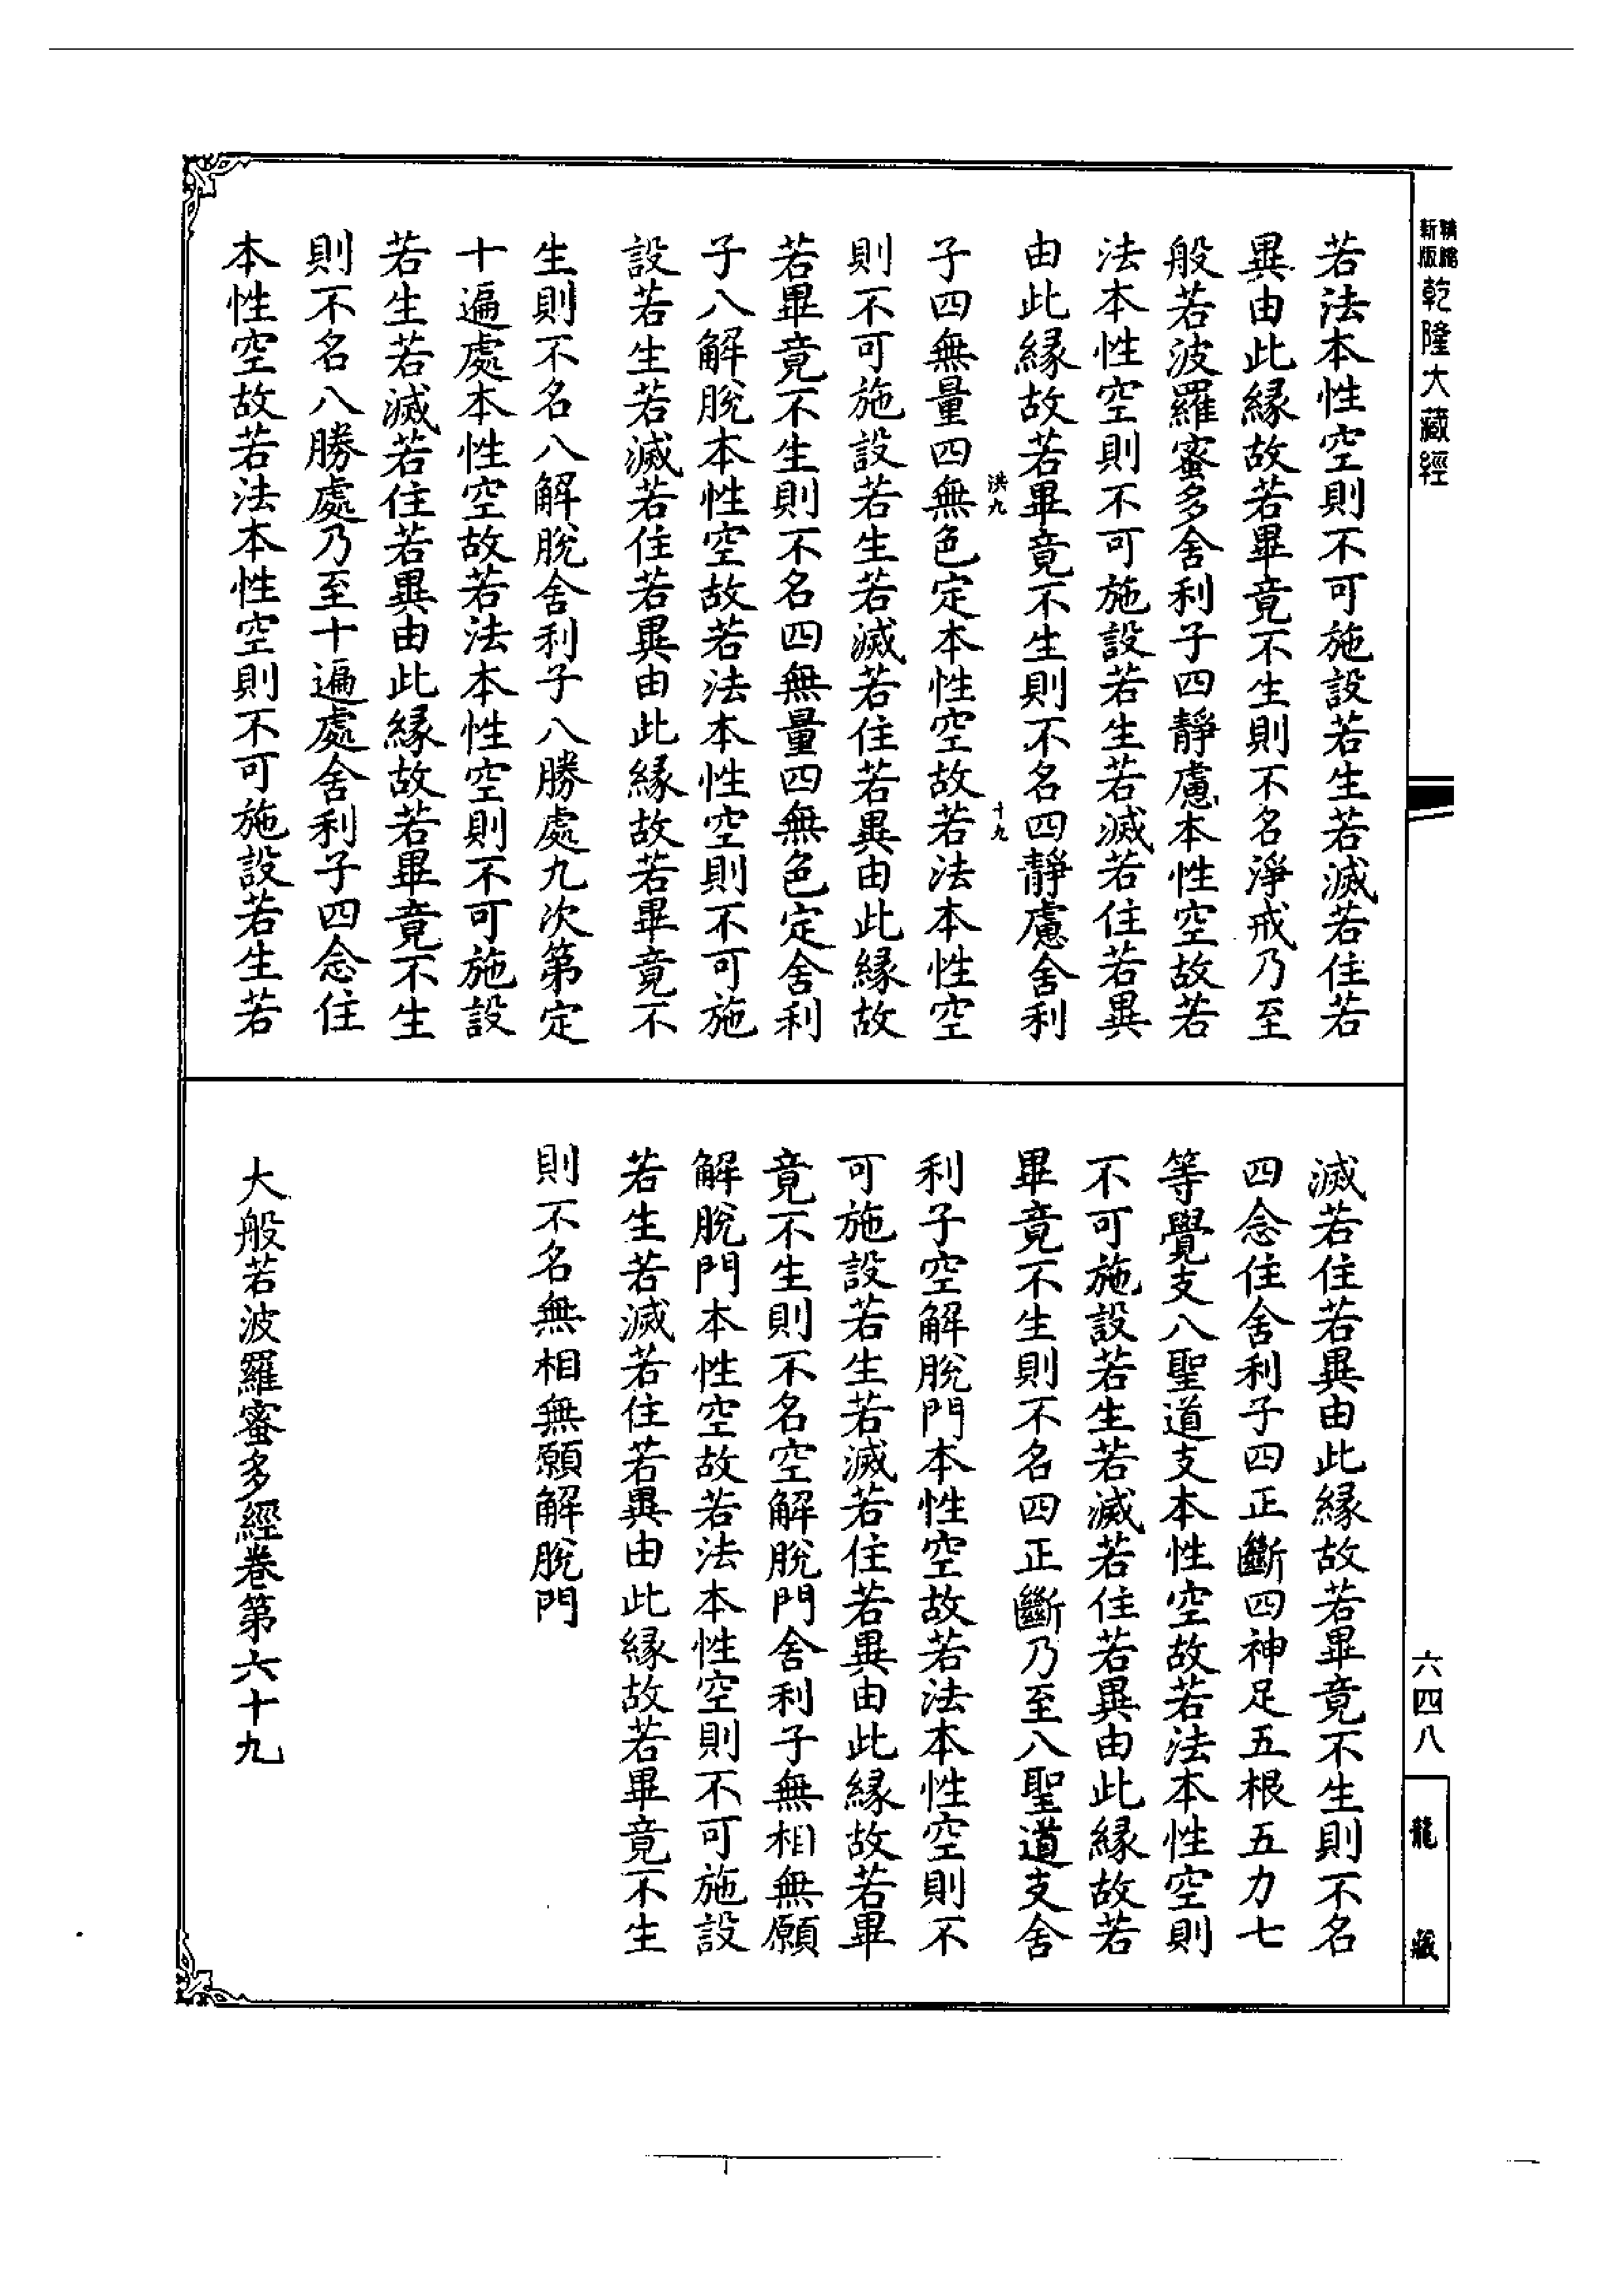 新版
精縮
乾隆大藏經
若法本性空則不可施設若生若滅若住若
異由此緣故若畢竟不生則不名淨戒乃至
般若波羅蜜多舍利子四靜慮本性空故若
法本性空則不可施設若生若滅若住若異
由此緣故若畢竟不生則不名四靜慮舍利
洪九
十九
子四無量四無色定本性空故若法本性空
則不可施設若生若滅若住若異由此緣故
若畢竟不生則不名四無量四無色定舍利
子八解脫本性空故若法本性空則不可施
設若生若滅若住若異由此緣故若畢竟不
生則不名八解脫舍利子八勝處九次第定
十遍處本性空故若法本性空則不可施設
若生若滅若住若異由此緣故若畢竟不生
則不名八勝處乃至十遍處舍利子四念住
本性空故若法本性空則不可施設若生若
滅若住若異由此緣故若畢竟不生則不名
四念住舍利子四正斷四神足五根五力七
等覺支八聖道支本性空故若法本性空則
不可施設若生若滅若住若異由此緣故若
畢竟不生則不名四正斷乃至八聖道支舍
利子空解脫門本性空故若法本性空則不
可施設若生若滅若住若異由此緣故若畢
竟不生則不名空解脫門舍利子無相無願
解脫門本性空故若法本性空則不可施設
若生若滅若住若異由此緣故若畢竟不生
則不名無相無願解脫門
大般若波羅蜜多經卷第六十九
六四八
龍藏